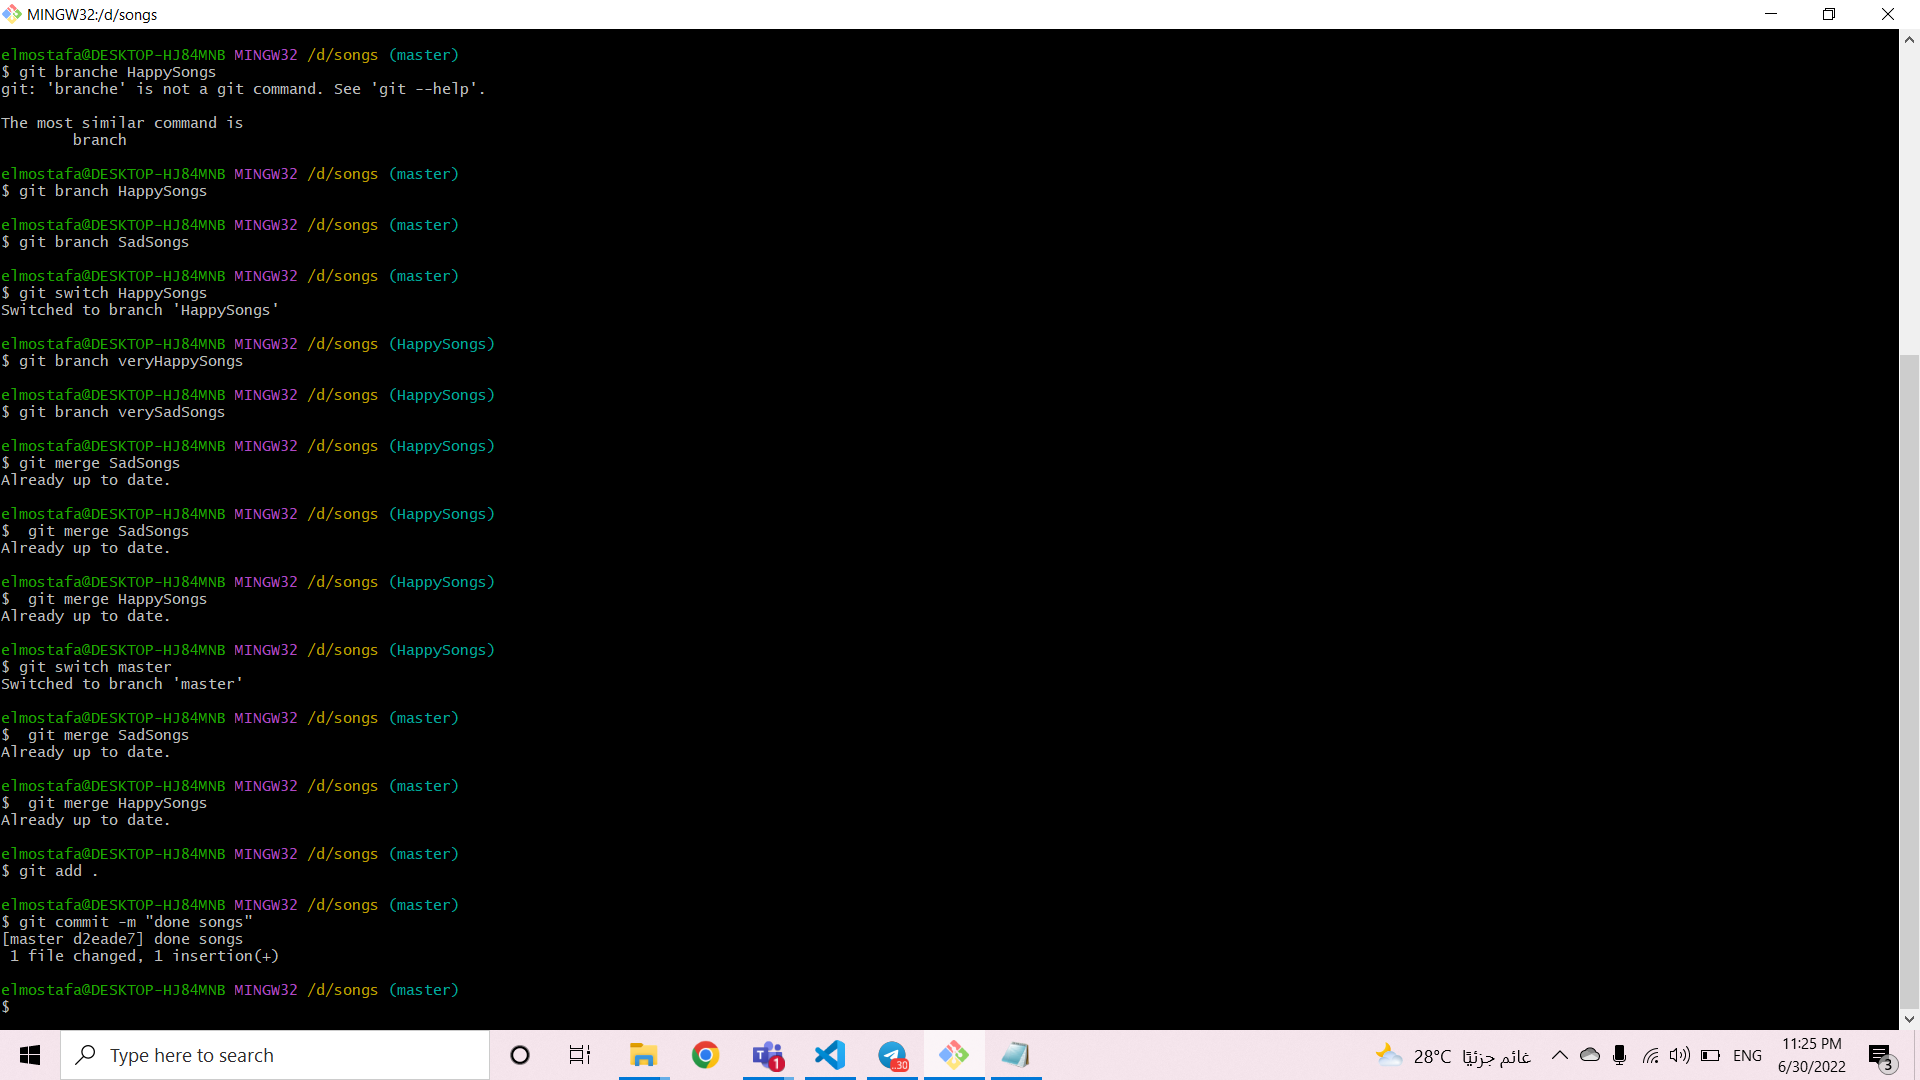 MINGW32:/d/songs
elmostafa@DESKTOP-HJ84MNB MINGW32 /d/songs (master)
$ git branche HappySongs
git: 'branche' is not a git command. See 'git --help'.
The most similar command is
branch
elmostafa@DESKTOP-HJ84MNB MINGW32 /d/songs (master)
$ git branch HappySongs
elmostafa@DESKTOP-HJ84MNB MINGW32 /d/songs (master)
$ git branch SadSongs
elmostafa@DESKTOP-HJ84MNB MINGW32 /d/songs (master)
$ git switch HappySongs
Switched to branch 'HappySongs'
elmostafa@DESKTOP-HJ84MNB MINGW32 /d/songs (HappySongs)
$ git branch veryHappySongs
elmostafa@DESKTOP-HJ84MNB MINGW32 /d/songs (HappySongs)
$ git branch verySadSongs
elmostafa@DESKTOP-HJ84MNB MINGW32 /d/songs (HappySongs)
$ git merge SadSongs
Already up to date.
elmostafa@DESKTOP-HJ84MNB MINGW32 /d/songs (HappySongs)
$  git merge SadSongs
Already up to date.
elmostafa@DESKTOP-HJ84MNB MINGW32 /d/songs (HappySongs)
$  git merge HappySongs
Already up to date.
elmostafa@DESKTOP-HJ84MNB MINGW32 /d/songs (HappySongs)
$ git switch master
Switched to branch 'master'
elmostafa@DESKTOP-HJ84MNB MINGW32 /d/songs (master)
$  git merge SadSongs
Already up to date.
elmostafa@DESKTOP-HJ84MNB MINGW32 /d/songs (master)
$  git merge HappySongs
Already up to date.
elmostafa@DESKTOP-HJ84MNB MINGW32 /d/songs (master)
$ git add .
elmostafa@DESKTOP-HJ84MNB MINGW32 /d/songs (master)
$ git commit -m "done songs"
[master d2eade7] done songs
1 file changed, 1 insertion(+)
elmostafa@DESKTOP-HJ84MNB MINGW32 /d/songs (master)
$
Type here to search
1
..30
28°C غائم جزئيًا
ENG
11:25 PM
6/30/2022
3